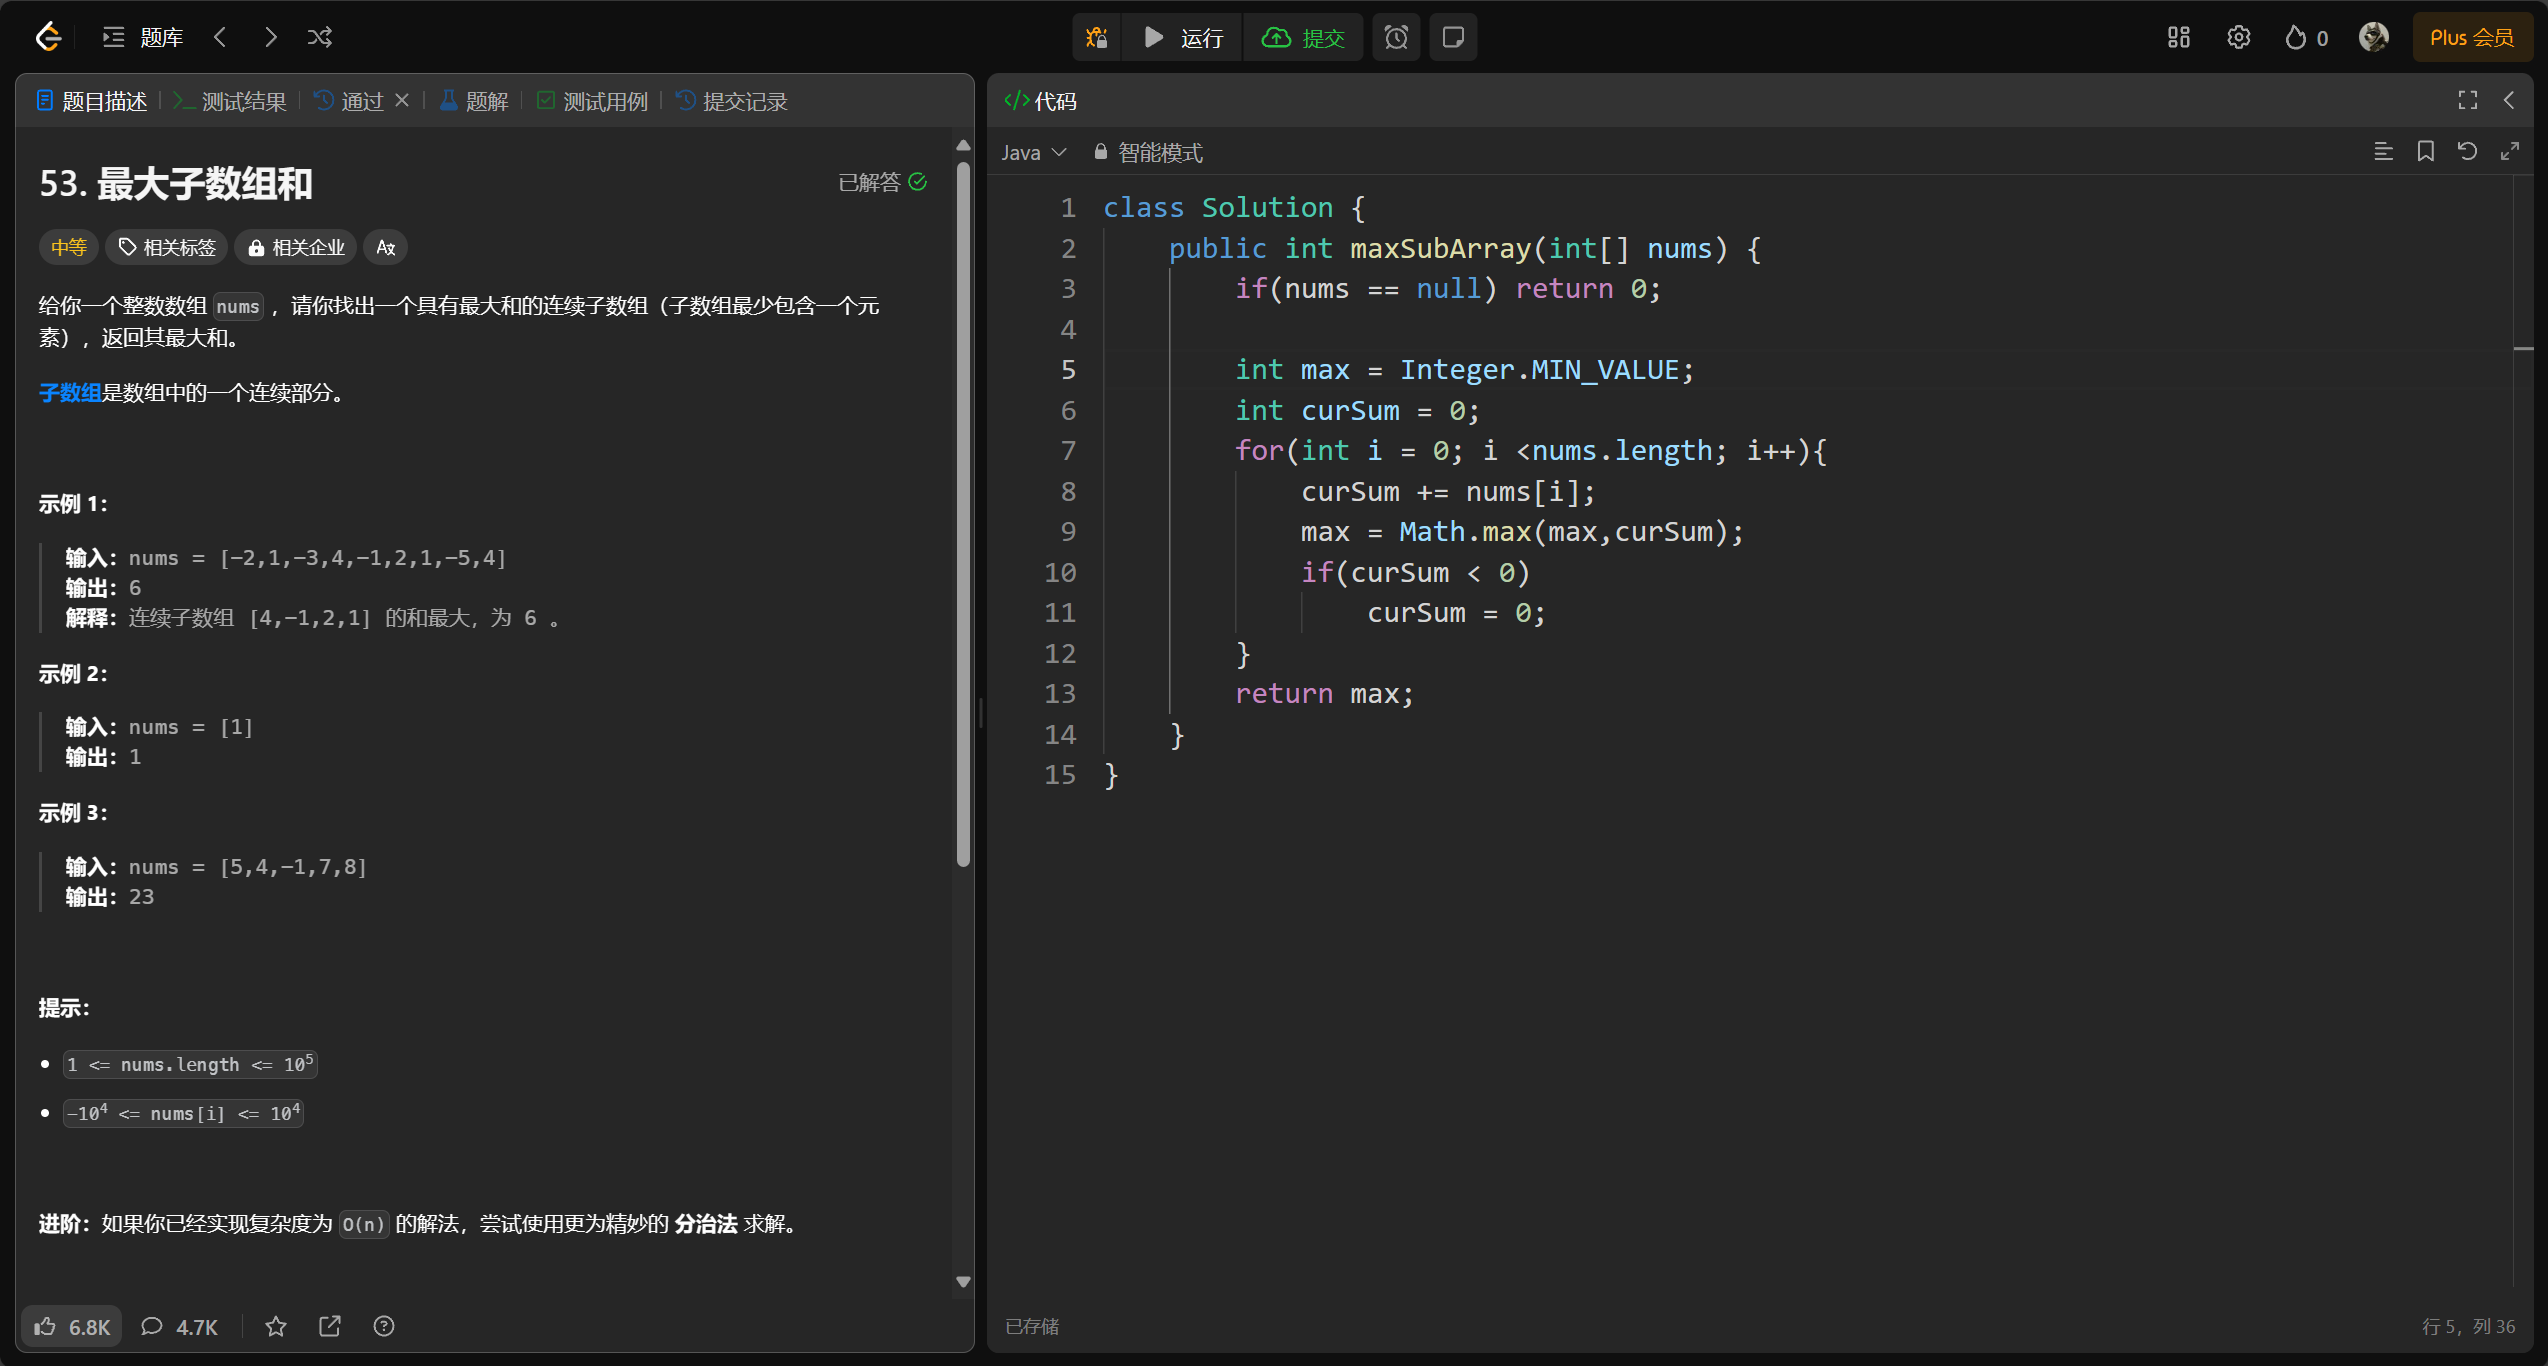 题库
运行
提交
0
Plus 会员
题目描述
测试结果
通过
题解
测试用例
提交记录
53. 最大子数组和
已解答
中等
相关标签
相关企业
给你一个整数数组 nums ，请你找出一个具有最大和的连续子数组（子数组最少包含一个元
素），返回其最大和。
子数组是数组中的一个连续部分。
示例 1：
输入：nums = [-2,1,-3,4,-1,2,1,-5,4]
输出：6
解释：连续子数组 [4,-1,2,1] 的和最大，为 6 。
示例 2：
输入：nums = [1]
输出：1
示例 3：
输入：nums = [5,4,-1,7,8]
输出：23
提示：
1 <= nums.length <= 10⁵
-10⁴ <= nums[i] <= 10⁴
进阶：如果你已经实现复杂度为 O(n) 的解法，尝试使用更为精妙的 分治法 求解。
6.8K
4.7K
</> 代码
Java
智能模式
1 class Solution {
2     public int maxSubArray(int[] nums) {
3         if(nums == null) return 0;
4
5         int max = Integer.MIN_VALUE;
6         int curSum = 0;
7         for(int i = 0; i <nums.length; i++){
8             curSum += nums[i];
9             max = Math.max(max,curSum);
10             if(curSum < 0)
11                 curSum = 0;
12         }
13         return max;
14     }
15 }
已存储
行 5，列 36